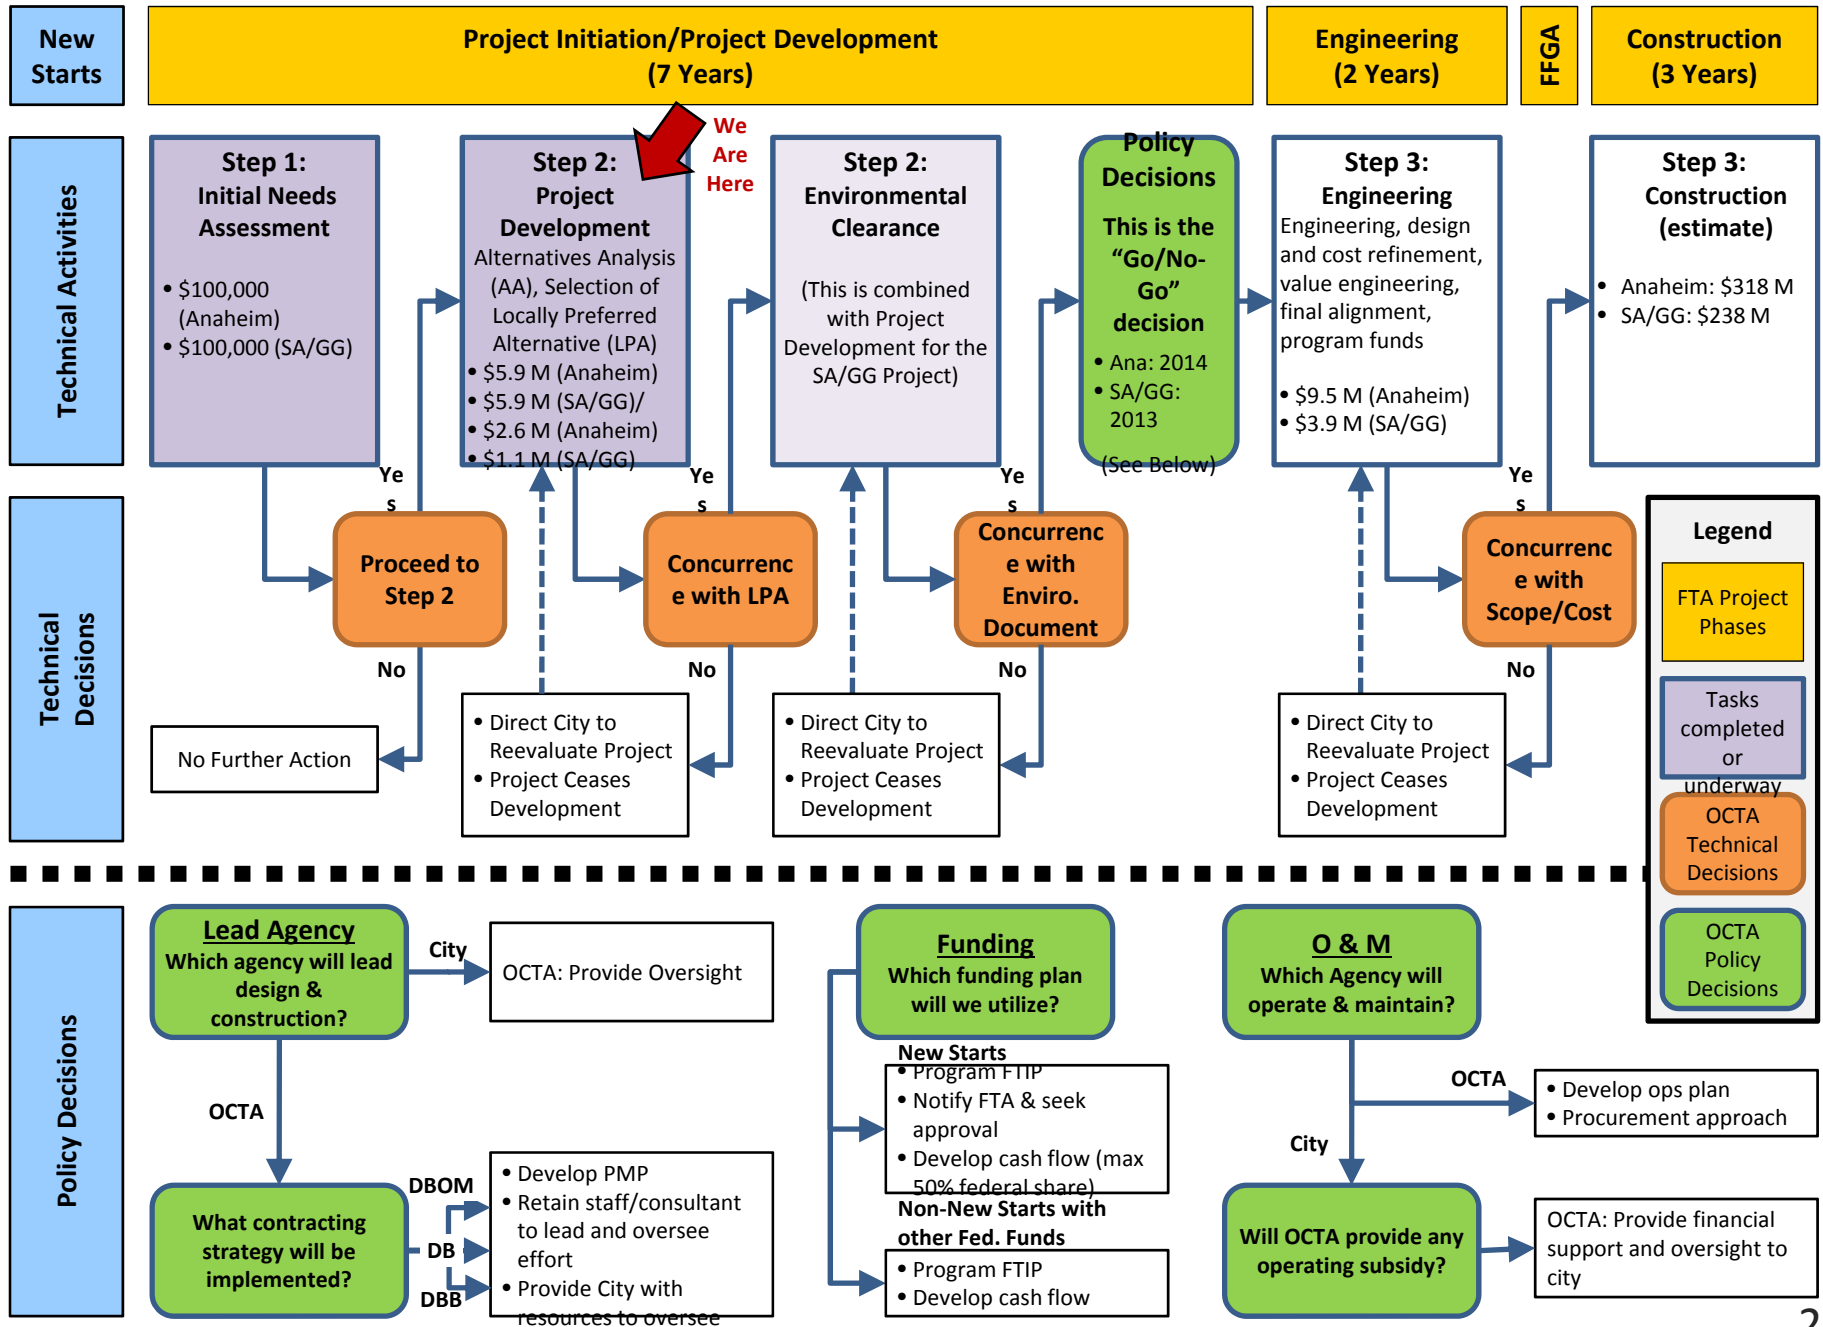 New
Starts
Project Initiation/Project Development
(7 Years)
Engineering
(2 Years)
FFGA
Construction
(3 Years)
Technical Activities
Step 1:
Initial Needs
Assessment
• $100,000
(Anaheim)
• $100,000 (SA/GG)
Step 2:
Project
Development
Alternatives Analysis
(AA), Selection of
Locally Preferred
Alternative (LPA)
• $5.9 M (Anaheim)
• $5.9 M (SA/GG)/
• $2.6 M (Anaheim)
• $1.1 M (SA/GG)
We
Are
Here
Step 2:
Environmental
Clearance
(This is combined
with Project
Development for the
SA/GG Project)
Policy
Decisions
This is the
“Go/No-
Go”
decision
• Ana: 2014
• SA/GG:
2013
(See Below)
Step 3:
Engineering
Engineering, design
and cost refinement,
value engineering,
final alignment,
program funds
• $9.5 M (Anaheim)
• $3.9 M (SA/GG)
Step 3:
Construction
(estimate)
• Anaheim: $318 M
• SA/GG: $238 M
Technical
Decisions
Ye
s
Proceed to
Step 2
No
No Further Action
Ye
s
Concurrenc
e with LPA
No
• Direct City to
Reevaluate Project
• Project Ceases
Development
Ye
s
Concurrenc
e with
Enviro.
Document
No
• Direct City to
Reevaluate Project
• Project Ceases
Development
Ye
s
Concurrenc
e with
Scope/Cost
No
• Direct City to
Reevaluate Project
• Project Ceases
Development
Legend
FTA Project
Phases
Tasks
completed
or
underway
OCTA
Technical
Decisions
OCTA
Policy
Decisions
Policy Decisions
Lead Agency
Which agency will lead
design &
construction?
City
OCTA: Provide Oversight
OCTA
What contracting
strategy will be
implemented?
DBOM
DB
DBB
• Develop PMP
• Retain staff/consultant
to lead and oversee
effort
• Provide City with
resources to oversee
Funding
Which funding plan
will we utilize?
New Starts
• Program FTIP
• Notify FTA & seek
approval
• Develop cash flow (max
50% federal share)
Non-New Starts with
other Fed. Funds
• Program FTIP
• Develop cash flow
O & M
Which Agency will
operate & maintain?
OCTA
• Develop ops plan
• Procurement approach
City
Will OCTA provide any
operating subsidy?
OCTA: Provide financial
support and oversight to
city
2